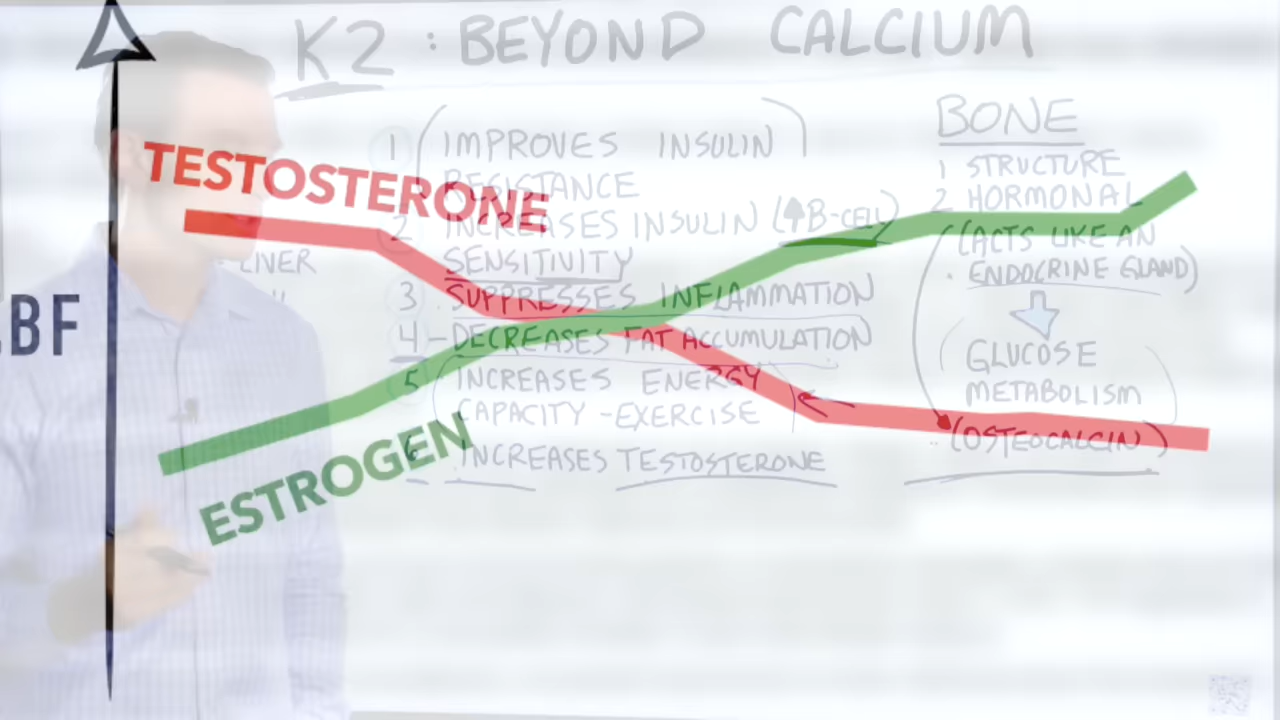 K2 : BEYOND CALCIUM
TESTOSTERONE
ESTROGEN
BF
LIVER
1 (IMPROVES INSULIN)
RESISTANCE
2 INCREASES INSULIN (↑B-CELL)
SENSITIVITY
3. SUPPRESSES INFLAMMATION
4 - DECREASES FAT ACCUMULATION
5 (INCREASES ENERGY
CAPACITY - EXERCISE)
6 INCREASES TESTOSTERONE
BONE
1 STRUCTURE
2 HORMONAL
(ACTS LIKE AN
· ENDOCRINE GLAND)
(GLUCOSE
METABOLISM)
(OSTEOCALCIN)